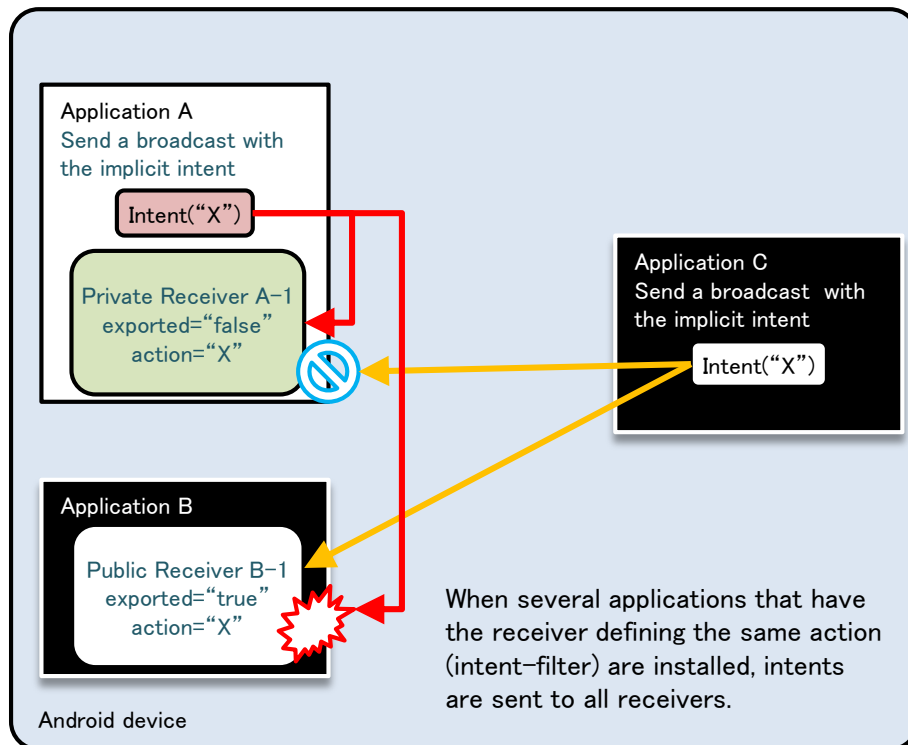 Application A
Send a broadcast with
the implicit intent
Intent(“X”)
Private Receiver A-1
exported=“false”
action=“X”
Application C
Send a broadcast with
the implicit intent
Intent(“X”)
Application B
Public Receiver B-1
exported=“true”
action=“X”
When several applications that have
the receiver defining the same action
(intent-filter) are installed, intents
are sent to all receivers.
Android device